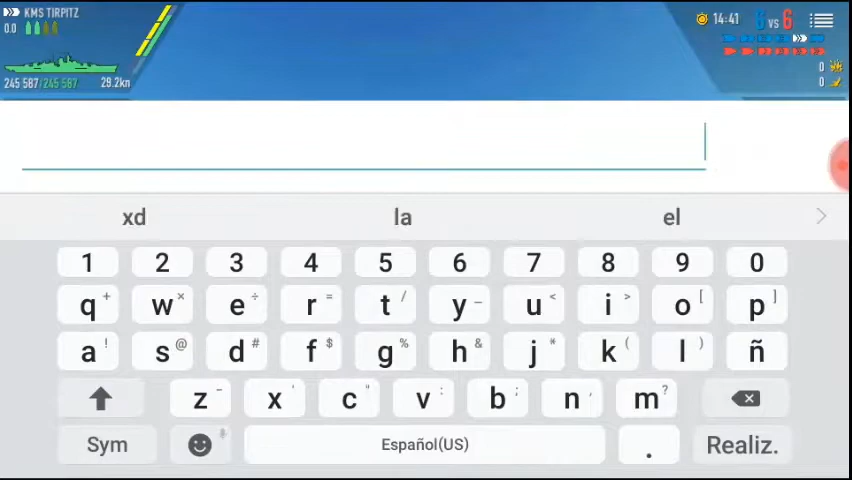 KMS TIRPITZ
0.0
245 587/245 587 29.2kn
14:41 6 vs 6
0
0
xd la el
1 2 3 4 5 6 7 8 9 0
q + w × e ÷ r = t / y _ u < i > o [ p ]
a ! s @ d # f $ g % h & j * k ( l ) ñ
z - x ' c " v : b ; n , m ?
Sym Español(US) . Realiz.